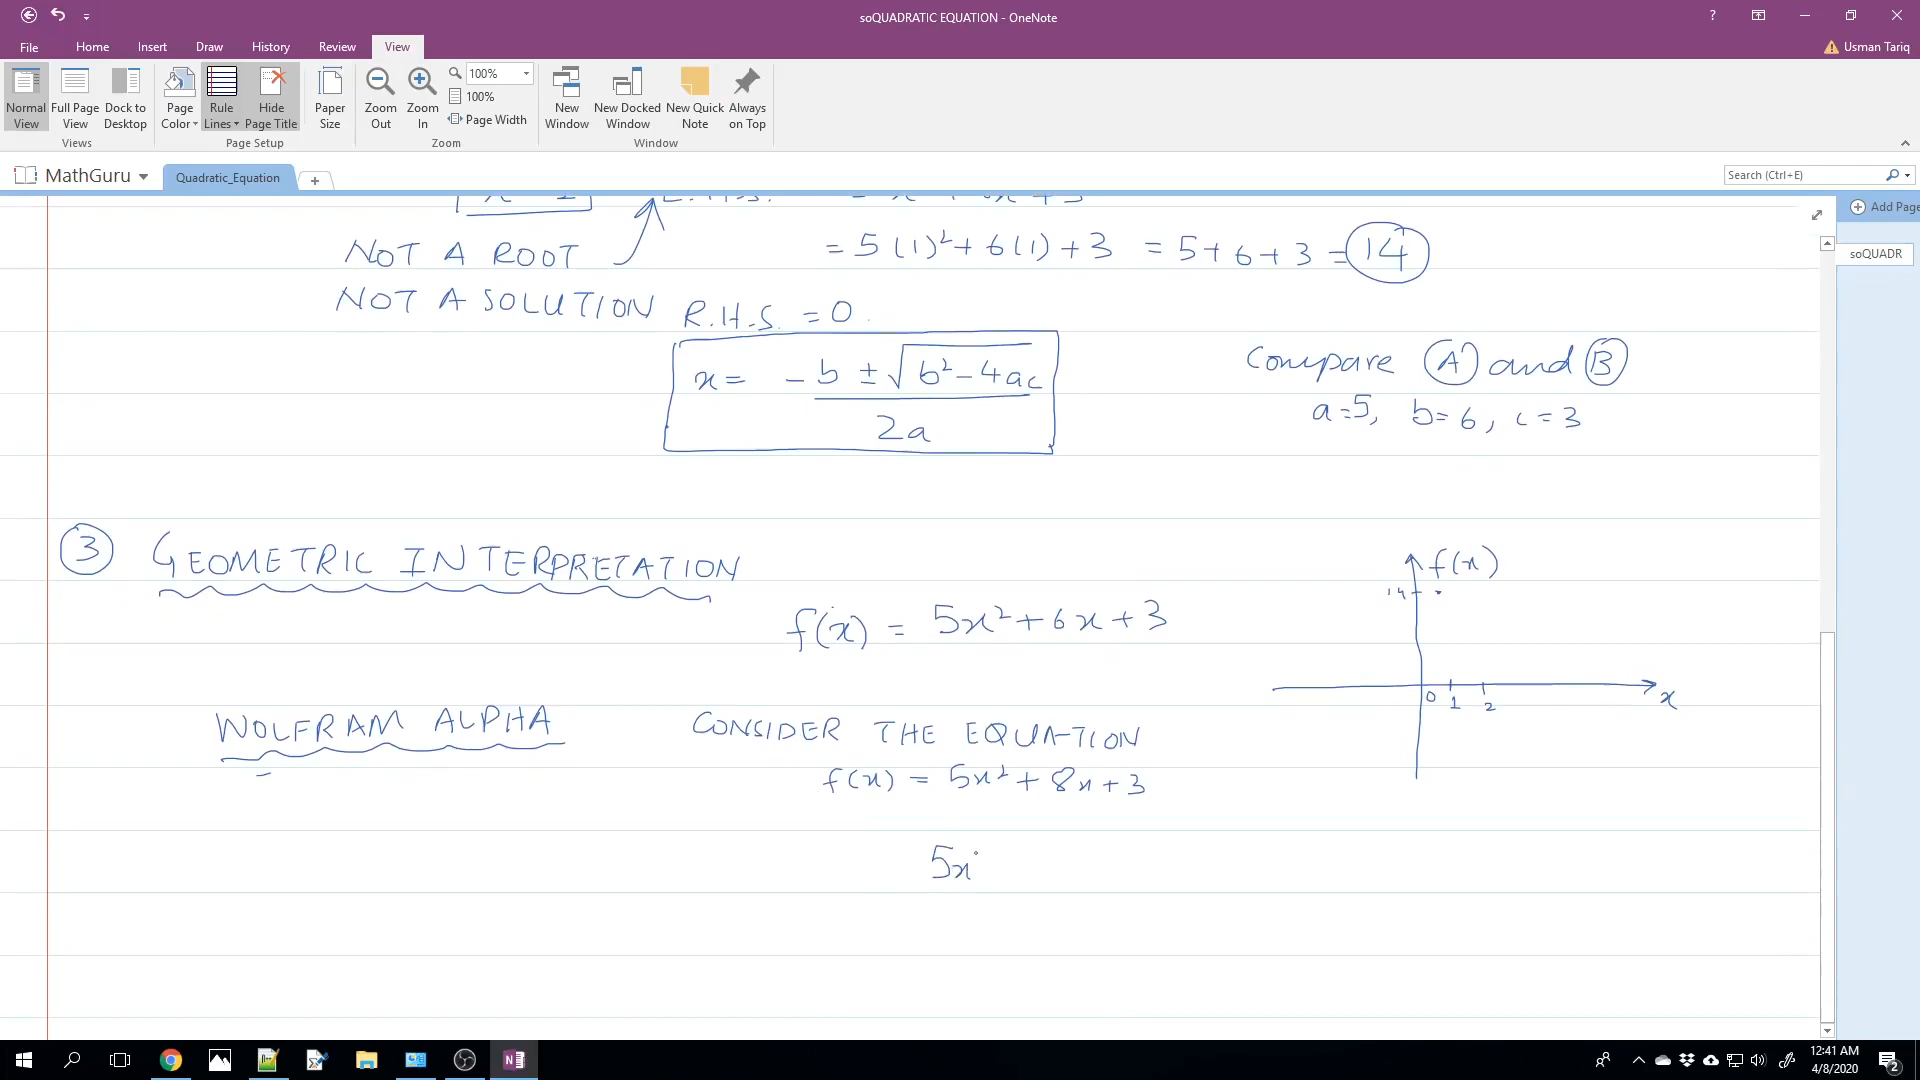 soQUADRATIC EQUATION - OneNote
?
File Home Insert Draw History Review View
Usman Tariq
Normal View
Full Page View
Dock to Desktop
Page Color
Rule Lines
Hide Page Title
Paper Size
Zoom Out
Zoom In
100%
100%
Page Width
New Window
New Docked Window
New Quick Note
Always on Top
Views
Page Setup
Zoom
Window
MathGuru
Quadratic_Equation
+
Search (Ctrl+E)
Add Page
soQUADR
NOT A ROOT
= 5(1)²+6(1)+3 = 5+6+3 = 14
NOT A SOLUTION R.H.S. = 0
x = -b ± √b²-4ac
2a
Compare A and B
a=5, b=6, c=3
3 GEOMETRIC INTERPRETATION
f(x) = 5x²+6x+3
f(x)
14
0 1 2 x
WOLFRAM ALPHA
CONSIDER THE EQUATION
f(x) = 5x²+8x+3
5x
12:41 AM
4/8/2020
2